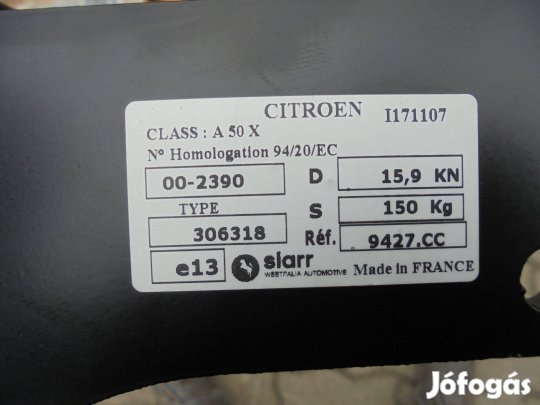 CITROEN I171107
CLASS : A 50 X
Nº Homologation 94/20/EC
00-2390 D 15,9 KN
TYPE S 150 Kg
306318 Réf. 9427.CC
e13 siarr Made in FRANCE
WESTFALIA AUTOMOTIVE
Jófogás